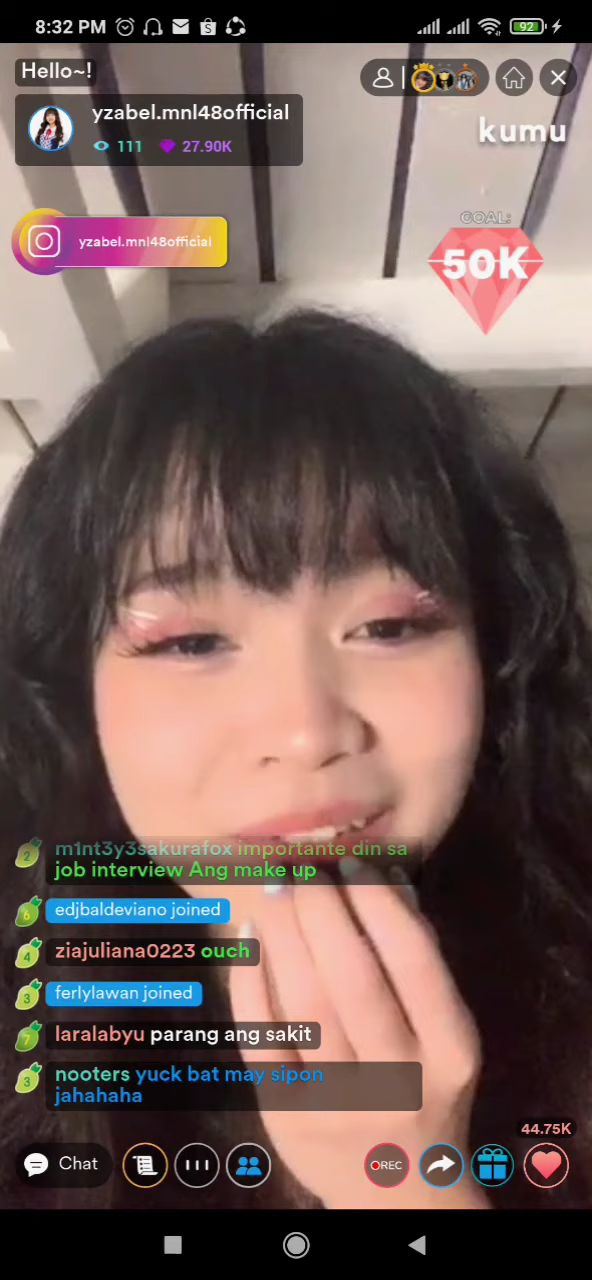 8:32 PM
92
Hello~!
yzabel.mnl48official
111
27.90K
kumu
yzabel.mnl48official
GOAL:
50K
2
m1nt3y3sakurafox importante din sa
job interview Ang make up
6
edjbaldeviano joined
4
ziajuliana0223 ouch
3
ferlylawan joined
7
laralabyu parang ang sakit
3
nooters yuck bat may sipon
jahahaha
44.75K
Chat
REC